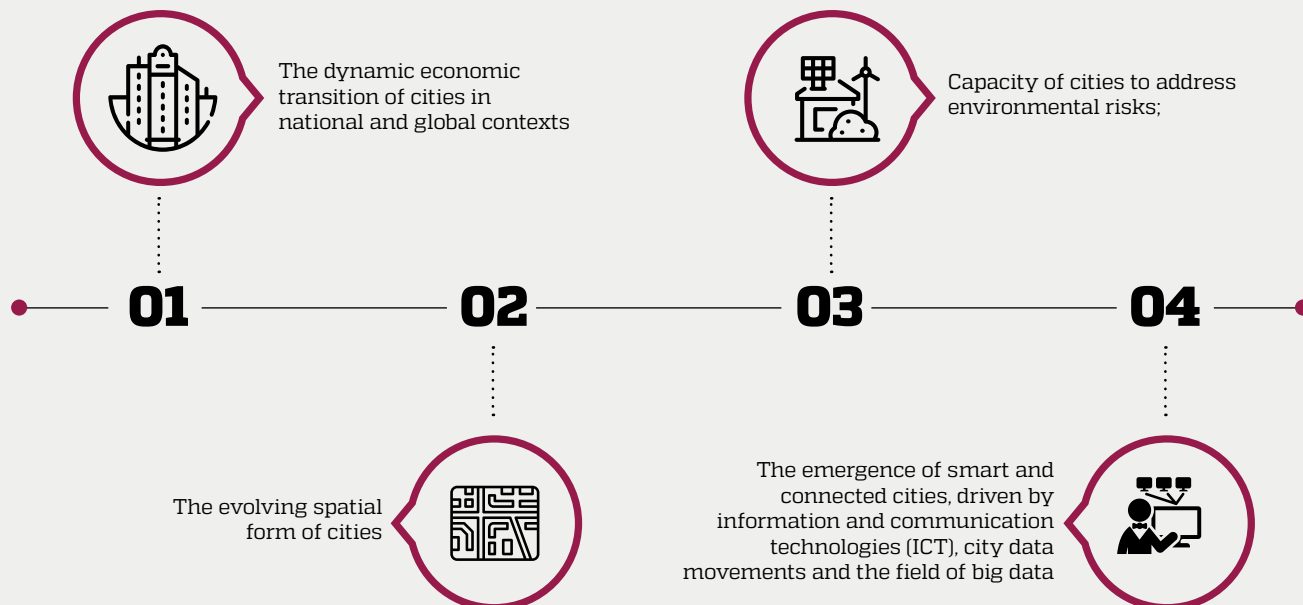 The dynamic economic
transition of cities in
national and global contexts
Capacity of cities to address
environmental risks;
01
02
03
04
The evolving spatial
form of cities
The emergence of smart and
connected cities, driven by
information and communication
technologies (ICT), city data
movements and the field of big data